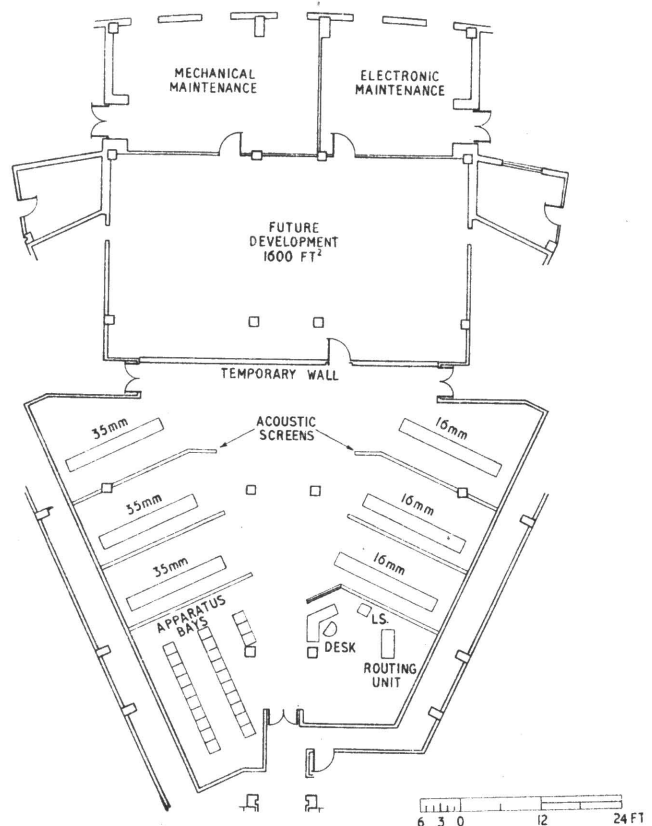 MECHANICAL
MAINTENANCE
ELECTRONIC
MAINTENANCE
FUTURE
DEVELOPMENT
1600 FT²
TEMPORARY WALL
35mm
ACOUSTIC
SCREENS
16mm
35mm
16mm
35mm
16mm
APPARATUS
BAYS
LS.
DESK
ROUTING
UNIT
6 3 0 12 24 FT